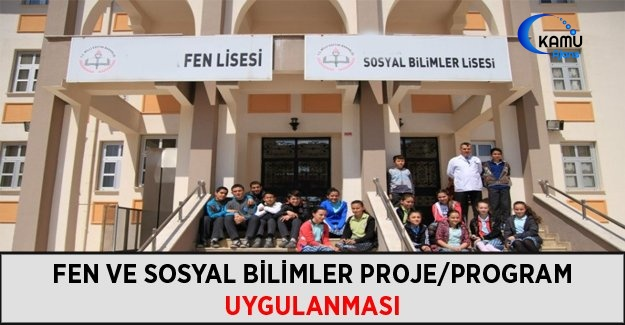 KAMU
FEN LİSESİ
SOSYAL BİLİMLER LİSESİ
FEN VE SOSYAL BİLİMLER PROJE/PROGRAM
UYGULANMASI